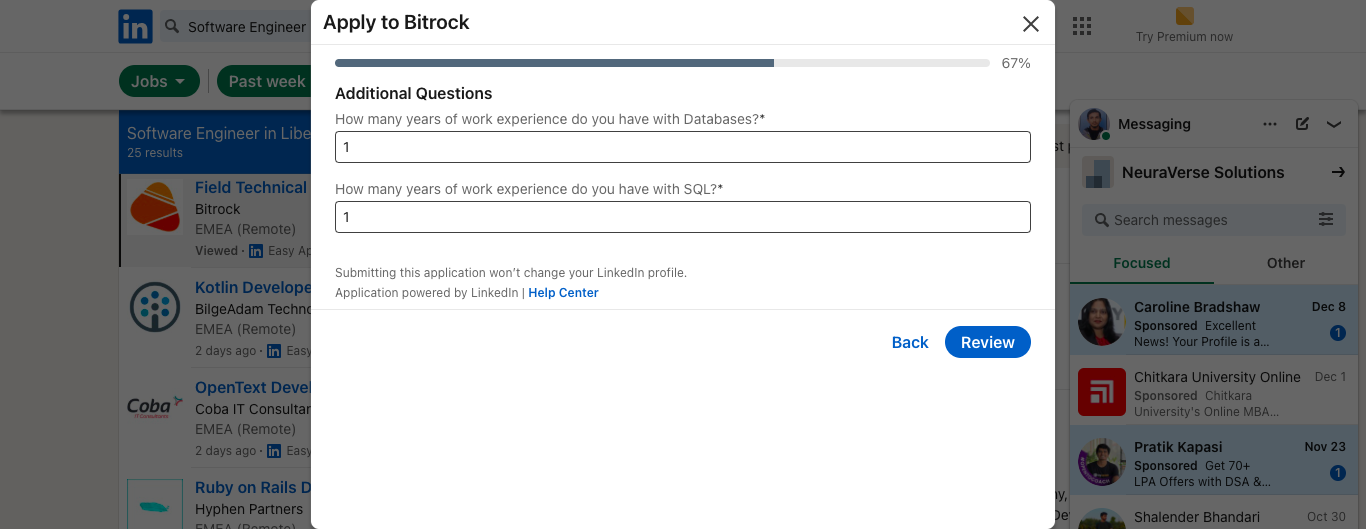 Apply to Bitrock
67%
Additional Questions
How many years of work experience do you have with Databases?*
1
How many years of work experience do you have with SQL?*
1
Submitting this application won't change your LinkedIn profile.
Application powered by LinkedIn | Help Center
Back
Review
in
Software Engineer
Try Premium now
Jobs
Past week
Software Engineer in Libe
25 results
Field Technical
Bitrock
EMEA (Remote)
Viewed · in Easy Ap
Kotlin Develope
BilgeAdam Techno
EMEA (Remote)
2 days ago · in Easy
OpenText Devel
Coba
IT Consultants
Coba IT Consultan
EMEA (Remote)
2 days ago · in Easy
Ruby on Rails D
Hyphen Partners
EMEA (Remote)
Messaging
NeuraVerse Solutions
Search messages
Focused
Other
Caroline Bradshaw
Dec 8
Sponsored Excellent
News! Your Profile is a...
1
Chitkara University Online
Dec 1
Sponsored Chitkara
University's Online MBA...
Pratik Kapasi
Nov 23
Sponsored Get 70+
LPA Offers with DSA &...
1
Shalender Bhandari
Oct 30